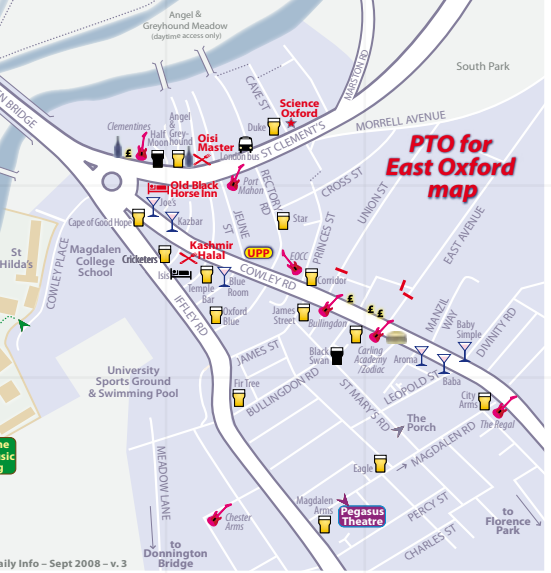 Angel &
Greyhound Meadow
(daytime access only)
MARSTON RD
South Park
CAVE ST
Science
Oxford
Duke
MORRELL AVENUE
EN BRIDGE
Clementines
Half
Moon
Angel
& Grey-
hound
£
Oisi
Master
London bus
ST CLEMENT'S
PTO for
East Oxford
map
Old Black
Horse Inn
Port
Mahon
RECTORY
RD
CROSS ST
UNION ST
EAST AVENUE
Joe's
Cape of Good Hope
Kazbar
JEUNE
ST
Star
PRINCES ST
St
Hilda's
COWLEY PLACE
Magdalen
College
School
Cricketers
Kashmir
Halal
UPP
EOCC
Isis
Temple
Bar
Blue
Room
COWLEY RD
Corridor
£
£
£
IFFLEY RD
Oxford
Blue
James
Street
Bullingdon
MANZIL
WAY
Baby
Simple
DIVINITY RD
JAMES ST
Black
Swan
Carling
Academy
/Zodiac
Aroma
Baba
University
Sports Ground
& Swimming Pool
Fir Tree
BULLINGDON RD
ST MARY'S RD
LEOPOLD ST
City
Arms
The Regal
The
Porch
MAGDALEN RD
ne
usic
g
Eagle
MEADOW LANE
Chester
Arms
Magdalen
Arms
Pegasus
Theatre
PERCY ST
CHARLES ST
to
Florence
Park
to
Donnington
Bridge
aily Info – Sept 2008 – v. 3